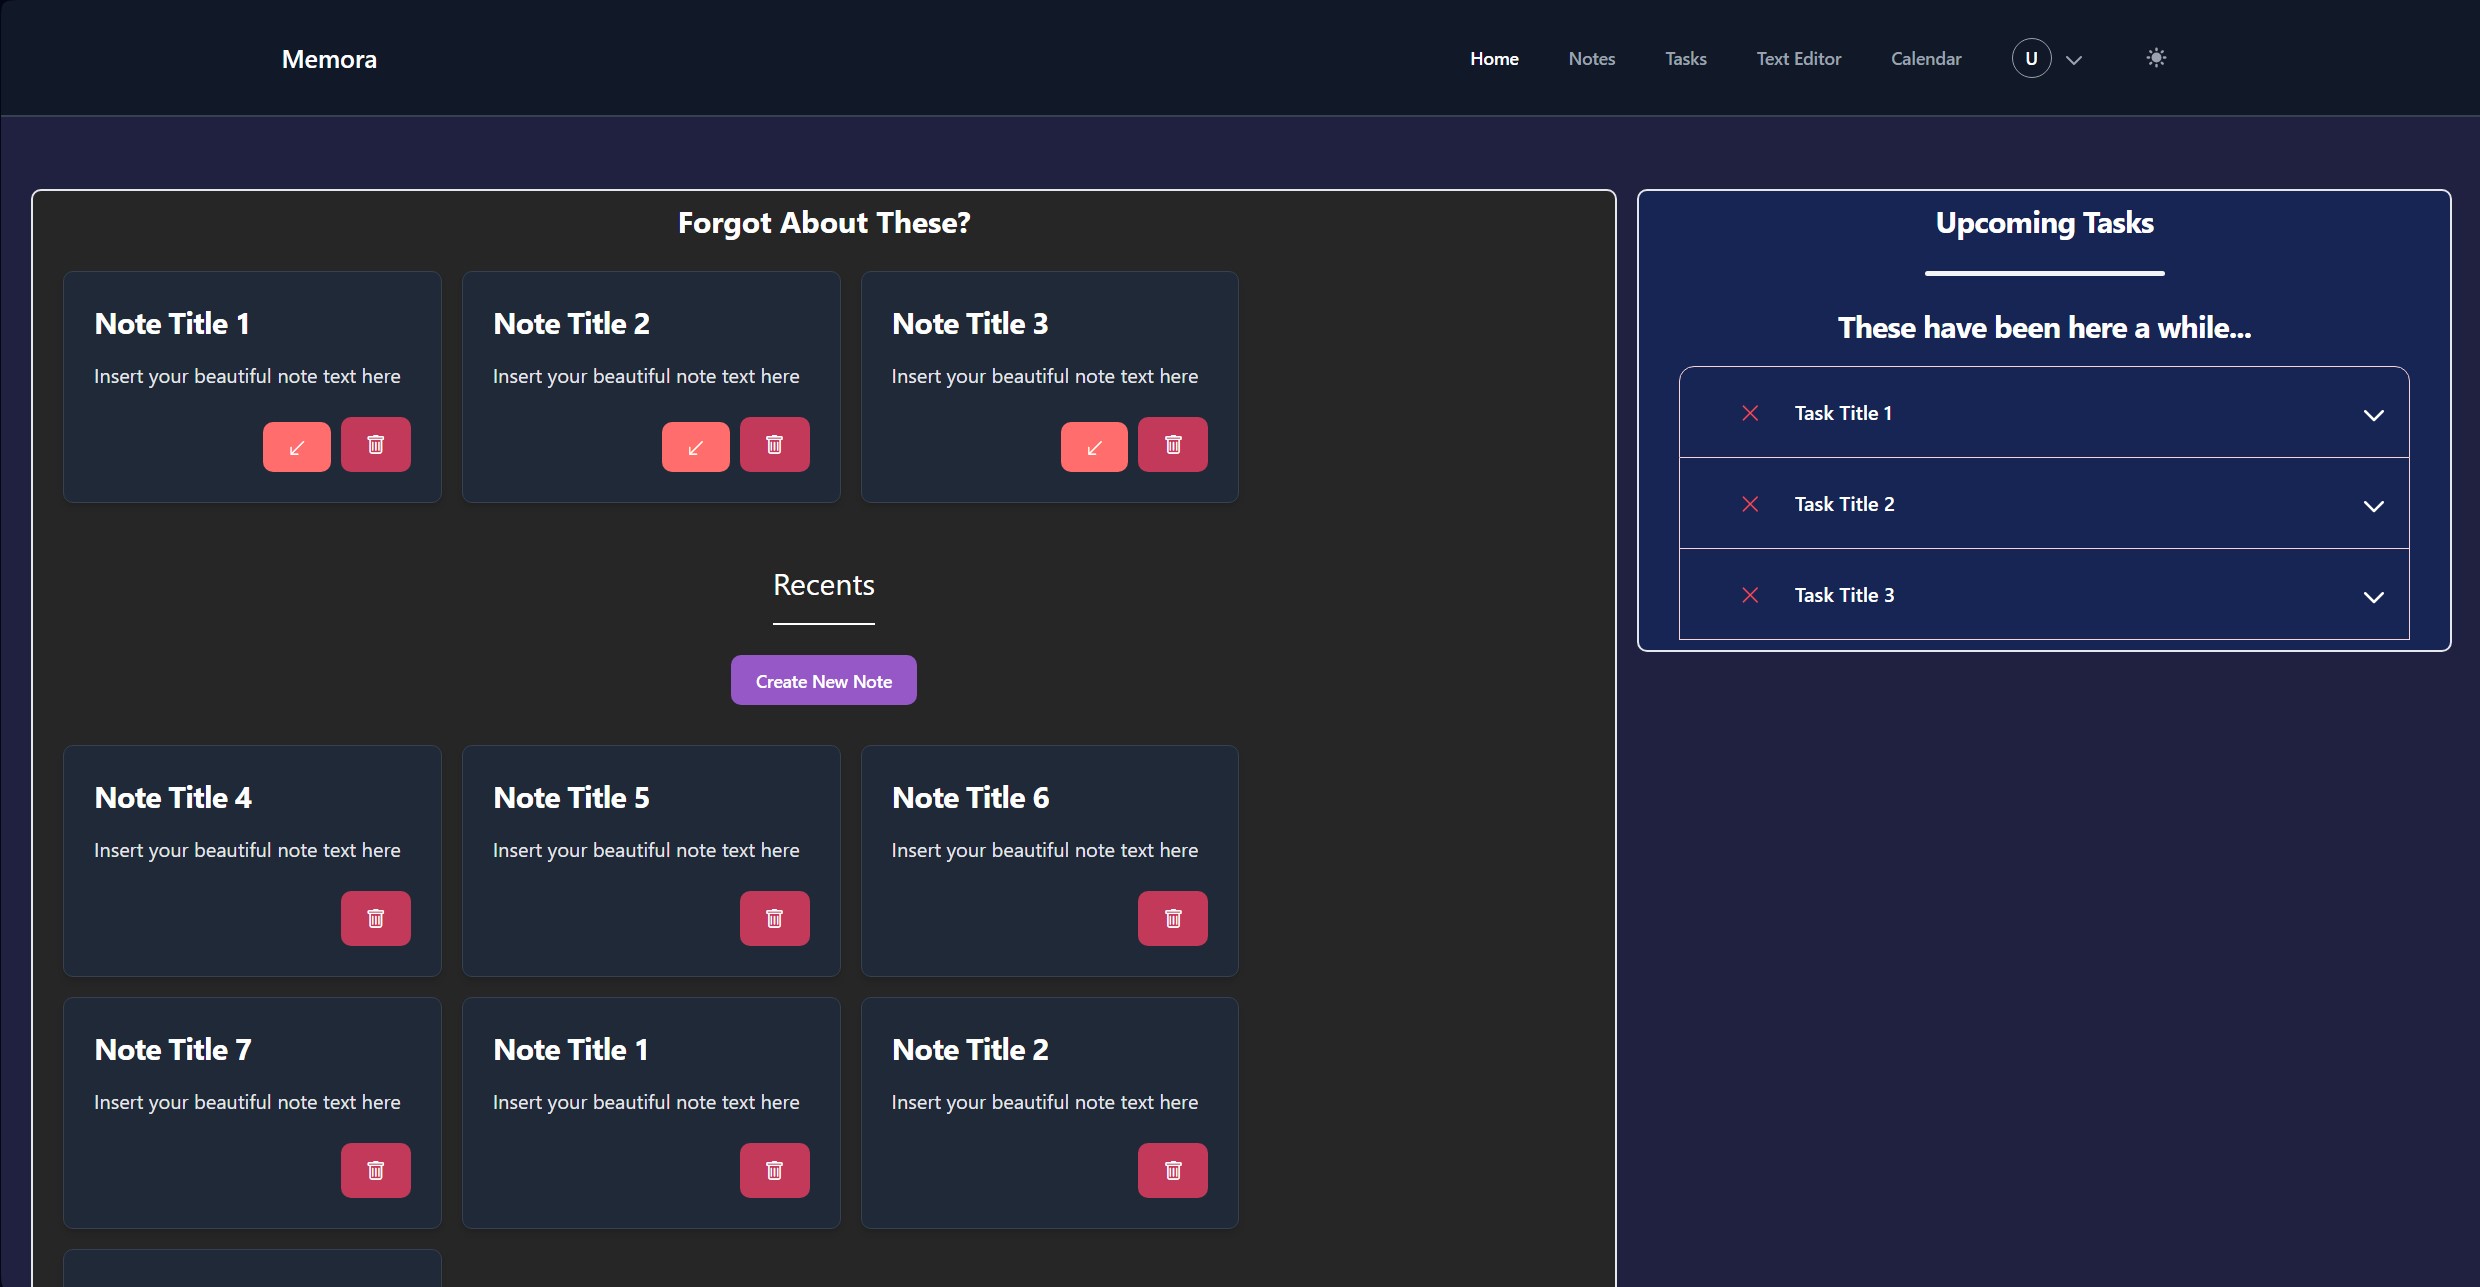 Memora
Home
Notes
Tasks
Text Editor
Calendar
U
Forgot About These?
Note Title 1
Insert your beautiful note text here
Note Title 2
Insert your beautiful note text here
Note Title 3
Insert your beautiful note text here
Recents
Create New Note
Note Title 4
Insert your beautiful note text here
Note Title 5
Insert your beautiful note text here
Note Title 6
Insert your beautiful note text here
Note Title 7
Insert your beautiful note text here
Note Title 1
Insert your beautiful note text here
Note Title 2
Insert your beautiful note text here
Upcoming Tasks
These have been here a while...
Task Title 1
Task Title 2
Task Title 3